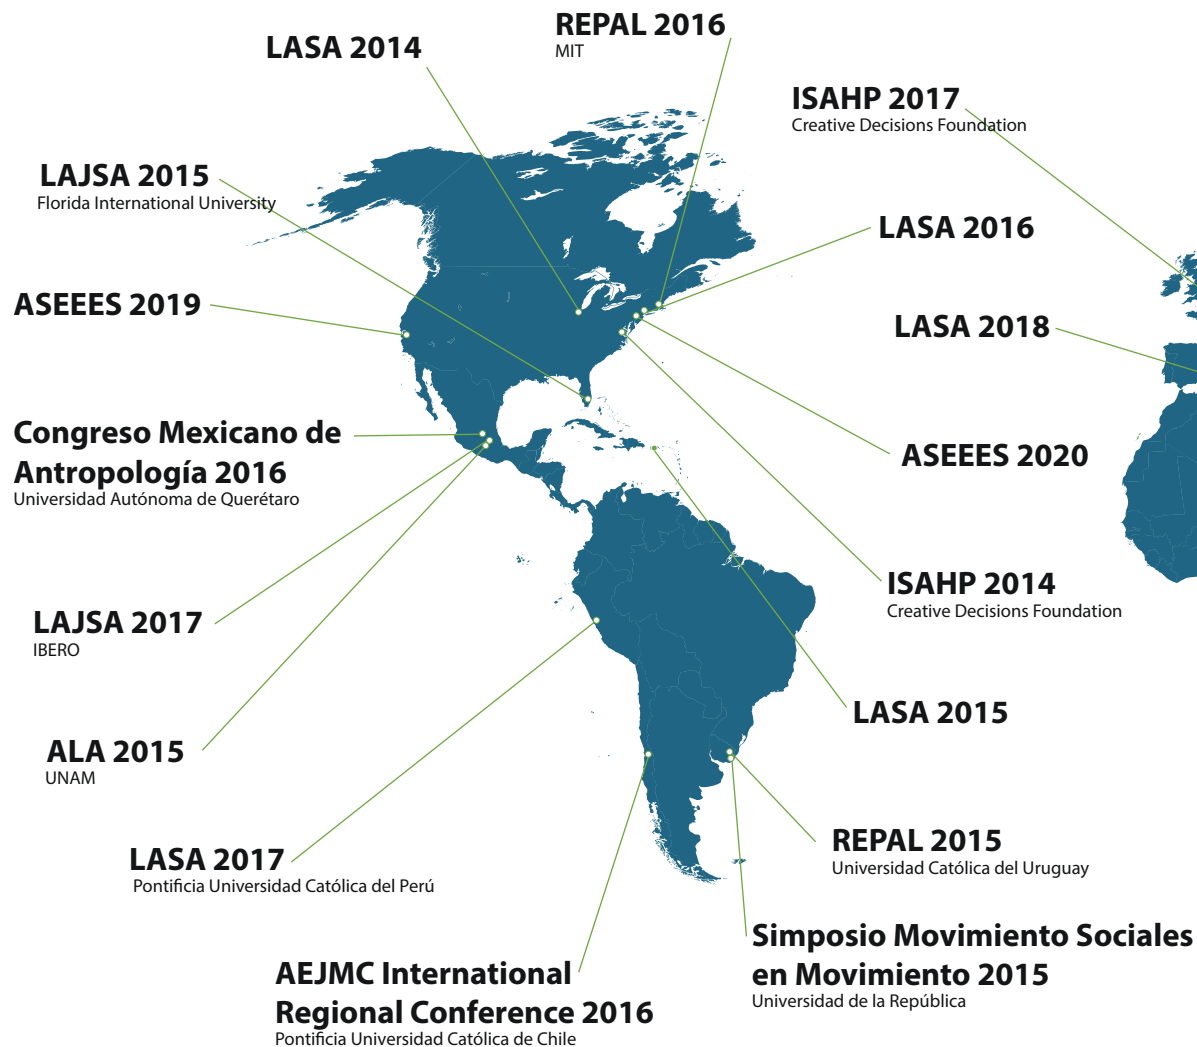 REPAL 2016
MIT
LASA 2014
ISAHP 2017
Creative Decisions Foundation
LAJSA 2015
Florida International University
LASA 2016
ASEEES 2019
LASA 2018
Congreso Mexicano de
Antropología 2016
Universidad Autónoma de Querétaro
ASEEES 2020
ISAHP 2014
Creative Decisions Foundation
LAJSA 2017
IBERO
LASA 2015
ALA 2015
UNAM
REPAL 2015
Universidad Católica del Uruguay
LASA 2017
Pontificia Universidad Católica del Perú
Simposio Movimiento Sociales
en Movimiento 2015
Universidad de la República
AEJMC International
Regional Conference 2016
Pontificia Universidad Católica de Chile